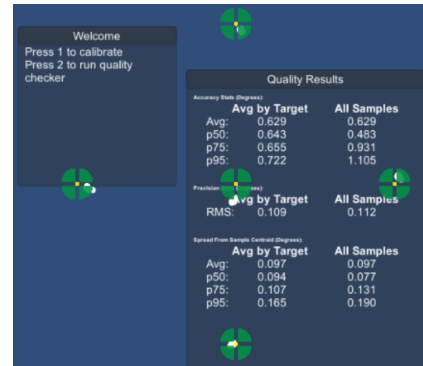 Welcome
Press 1 to calibrate
Press 2 to run quality
checker
Quality Results
Accuracy Stats (Degrees):
Avg by Target All Samples
Avg: 0.629 0.629
p50: 0.643 0.483
p75: 0.655 0.931
p95: 0.722 1.105
Precision
Avg by Target All Samples
RMS: 0.109 0.112
Spread From Sample Centroid (Degrees):
Avg by Target All Samples
Avg: 0.097 0.097
p50: 0.094 0.077
p75: 0.107 0.131
p95: 0.165 0.190